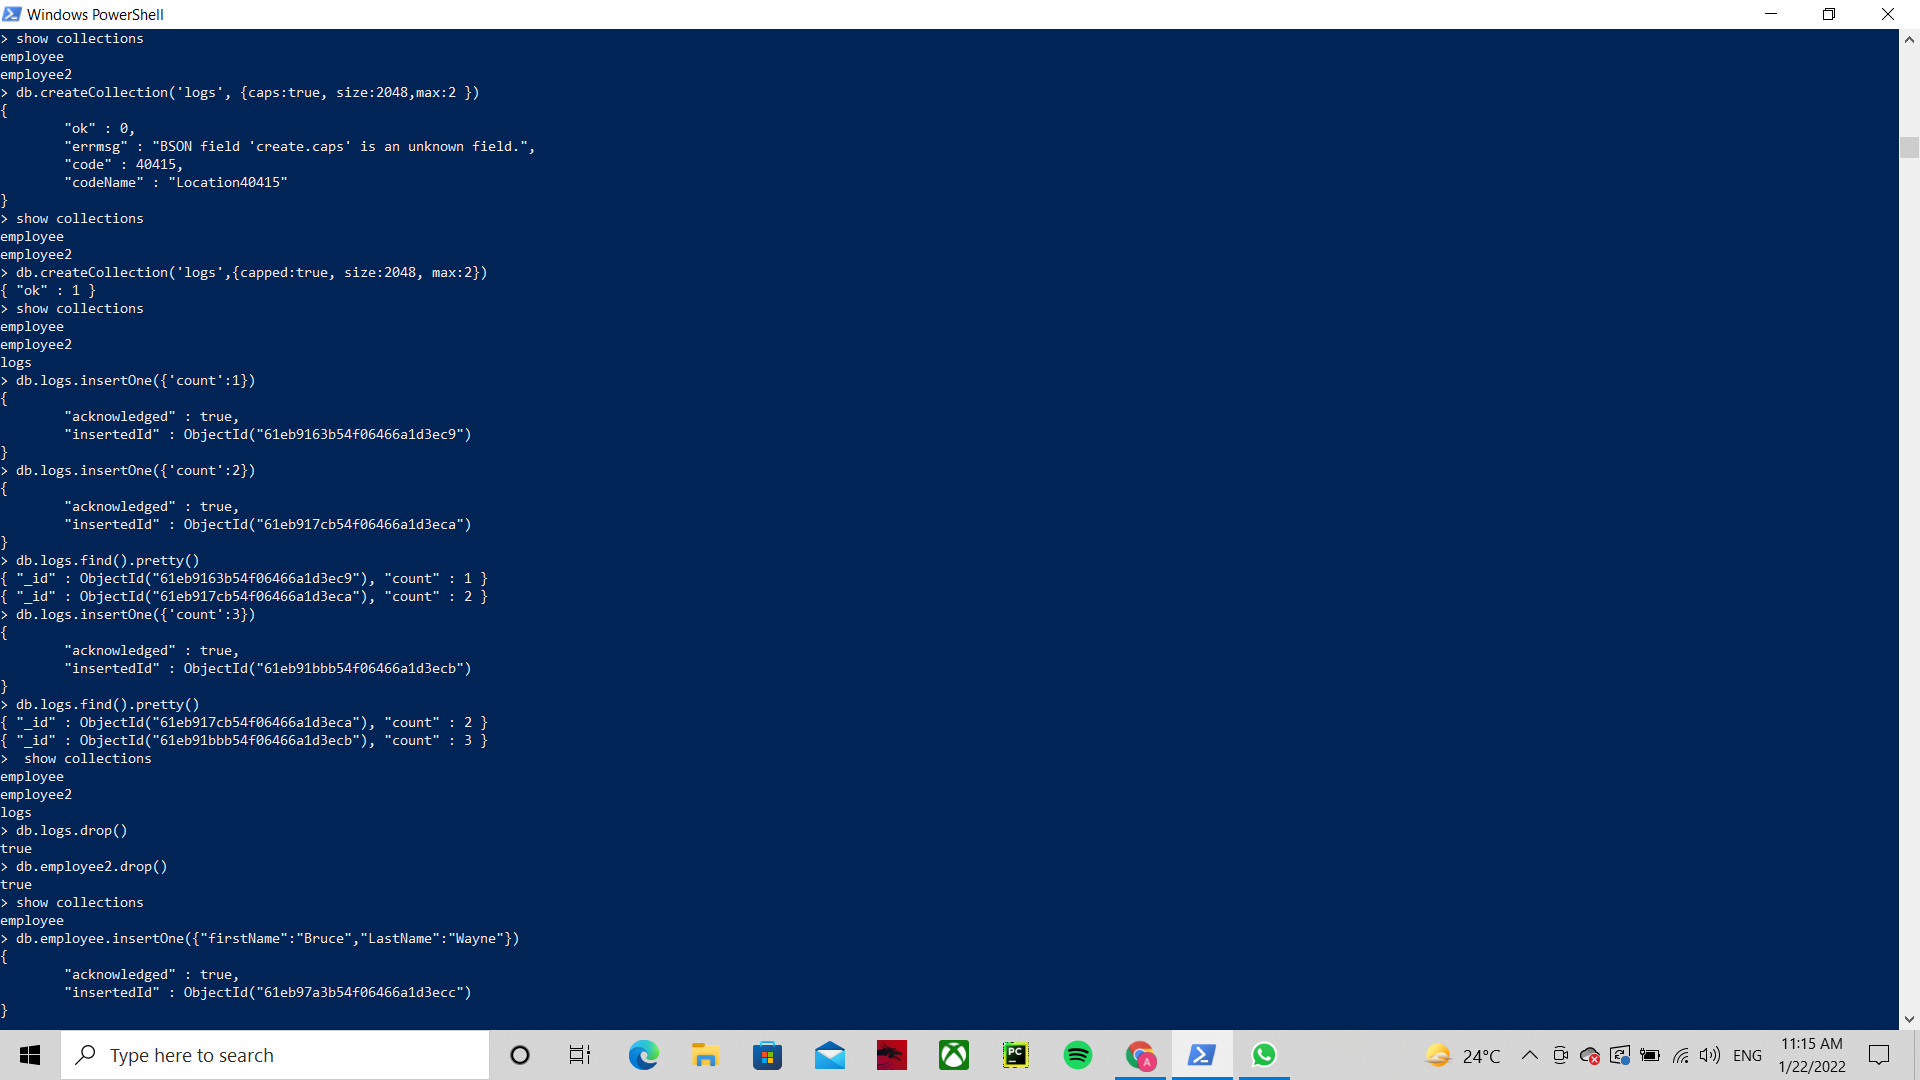 Windows PowerShell
> show collections
employee
employee2
> db.createCollection('logs', {caps:true, size:2048,max:2 })
{
        "ok" : 0,
        "errmsg" : "BSON field 'create.caps' is an unknown field.",
        "code" : 40415,
        "codeName" : "Location40415"
}
> show collections
employee
employee2
> db.createCollection('logs',{capped:true, size:2048, max:2})
{ "ok" : 1 }
> show collections
employee
employee2
logs
> db.logs.insertOne({'count':1})
{
        "acknowledged" : true,
        "insertedId" : ObjectId("61eb9163b54f06466a1d3ec9")
}
> db.logs.insertOne({'count':2})
{
        "acknowledged" : true,
        "insertedId" : ObjectId("61eb917cb54f06466a1d3eca")
}
> db.logs.find().pretty()
{ "_id" : ObjectId("61eb9163b54f06466a1d3ec9"), "count" : 1 }
{ "_id" : ObjectId("61eb917cb54f06466a1d3eca"), "count" : 2 }
> db.logs.insertOne({'count':3})
{
        "acknowledged" : true,
        "insertedId" : ObjectId("61eb91bbb54f06466a1d3ecb")
}
> db.logs.find().pretty()
{ "_id" : ObjectId("61eb917cb54f06466a1d3eca"), "count" : 2 }
{ "_id" : ObjectId("61eb91bbb54f06466a1d3ecb"), "count" : 3 }
>  show collections
employee
employee2
logs
> db.logs.drop()
true
> db.employee2.drop()
true
> show collections
employee
> db.employee.insertOne({"firstName":"Bruce","LastName":"Wayne"})
{
        "acknowledged" : true,
        "insertedId" : ObjectId("61eb97a3b54f06466a1d3ecc")
}
Type here to search
PC
A
24°C
ENG
11:15 AM
1/22/2022